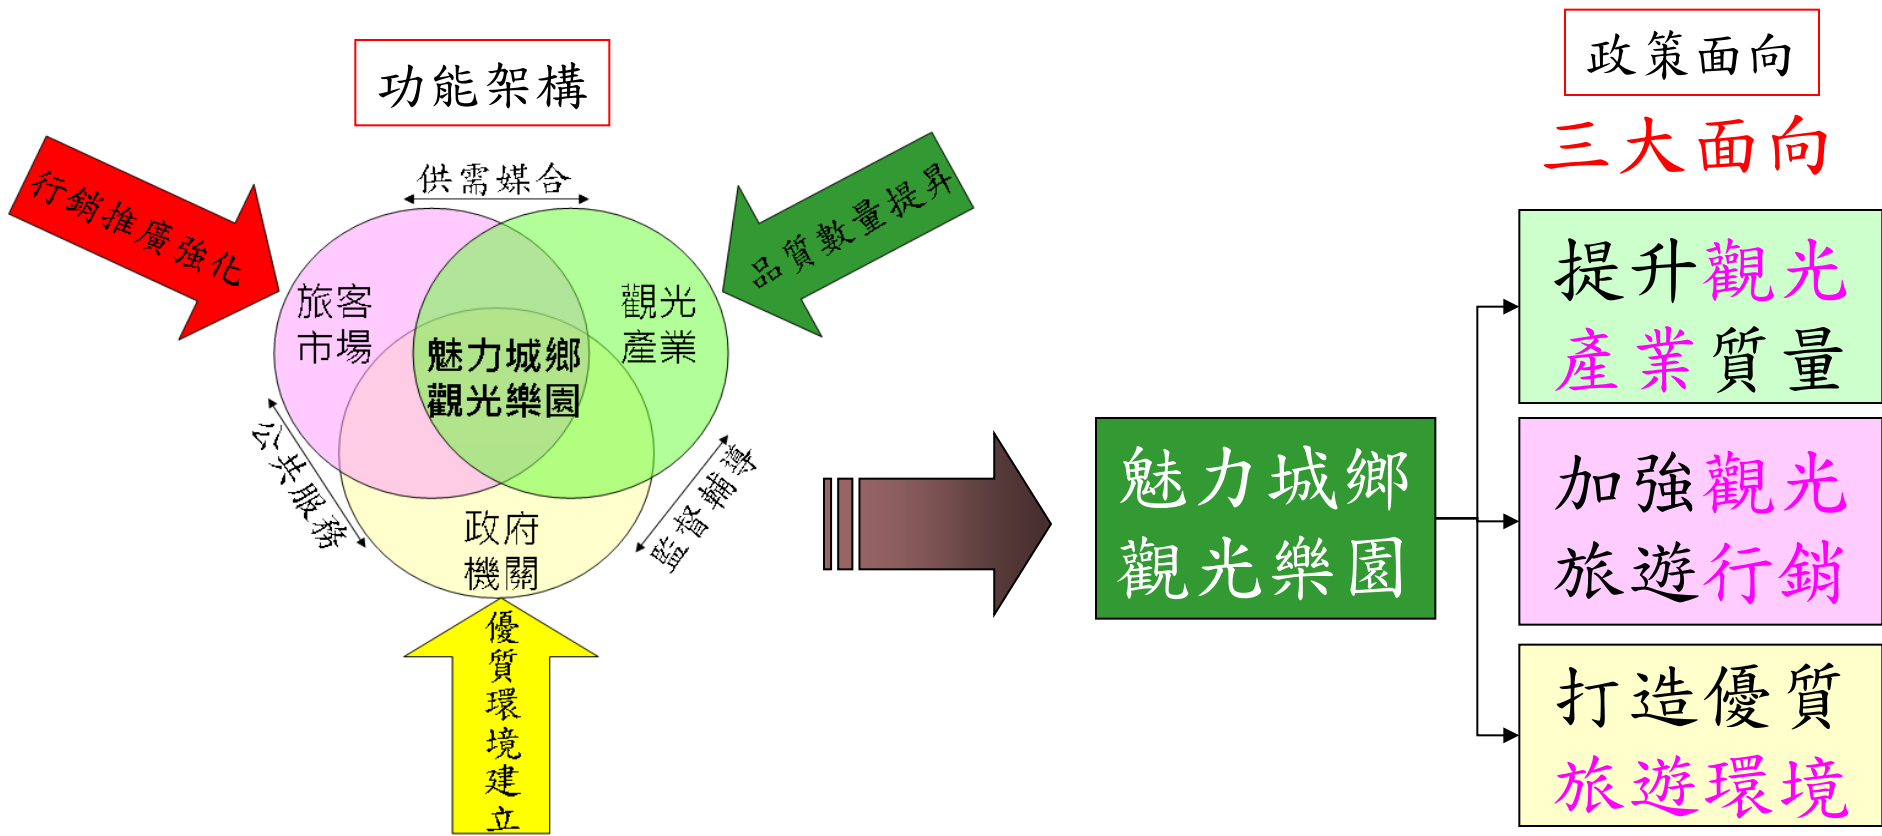 功能架構
供需媒合
行銷推廣強化
品質數量提昇
旅客
市場
觀光
產業
魅力城鄉
觀光樂園
公共服務
監督輔導
政府
機關
優質環境建立
政策面向
三大面向
魅力城鄉
觀光樂園
提升觀光
產業質量
加強觀光
旅遊行銷
打造優質
旅遊環境